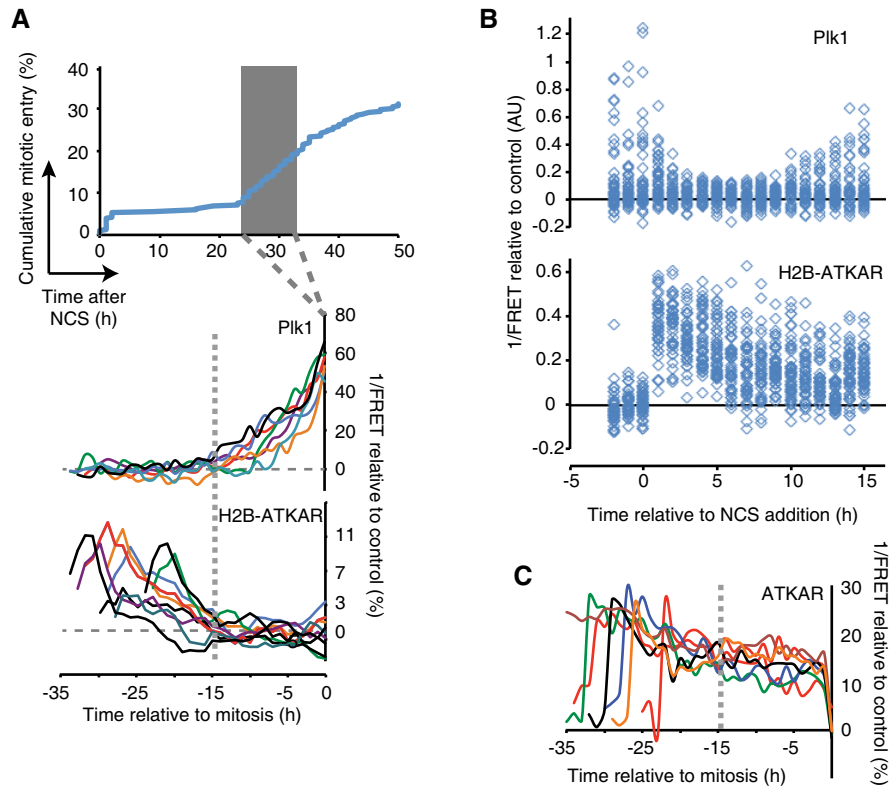 A
Cumulative mitotic entry (%)
40
30
20
10
0
0 10 20 30 40 50
Time after
NCS (h)
Plk1
80
60
40
20
0
1/FRET relative to control (%)
H2B-ATKAR
11
7
3
0
-35 -25 -15 -5 0
Time relative to mitosis (h)
B
1/FRET relative to control (AU)
Plk1
1.2
1
0.8
0.6
0.4
0.2
0
-0.2
H2B-ATKAR
0.6
0.4
0.2
0
-0.2
-5 0 5 10 15
Time relative to NCS addition (h)
C
ATKAR
30
20
10
0
1/FRET relative to control (%)
-35 -25 -15 -5
Time relative to mitosis (h)